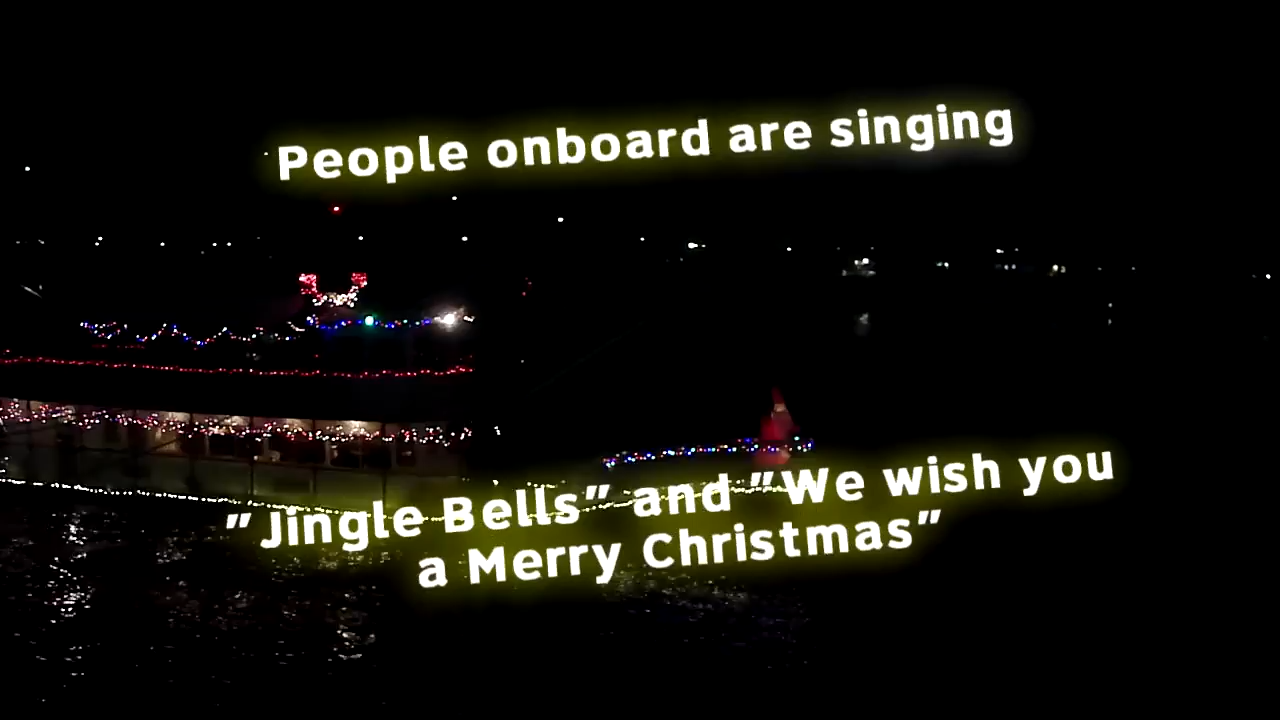 People onboard are singing
"Jingle Bells" and "We wish you
a Merry Christmas"